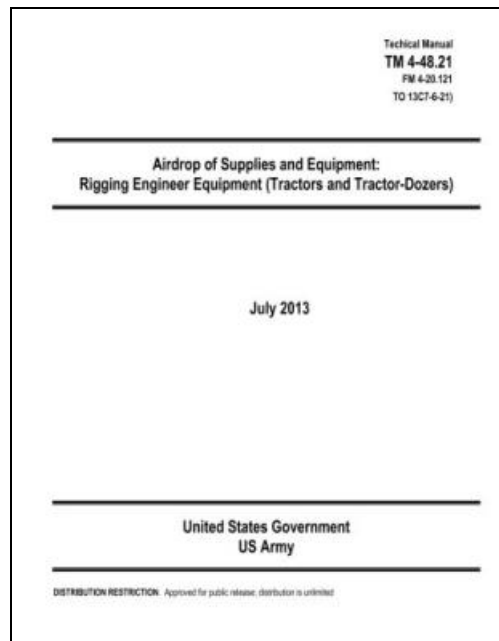 Techical Manual
TM 4-48.21
FM 4-20.121
TO 13C7-6-21)
Airdrop of Supplies and Equipment:
Rigging Engineer Equipment (Tractors and Tractor-Dozers)
July 2013
United States Government
US Army
DISTRIBUTION RESTRICTION Approved for public release; distribution is unlimited